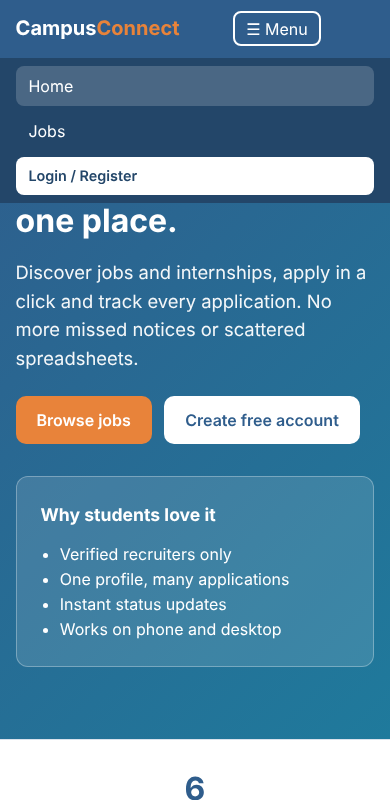 CampusConnect
☰ Menu
Home
Jobs
Login / Register
one place.
Discover jobs and internships, apply in a
click and track every application. No
more missed notices or scattered
spreadsheets.
Browse jobs
Create free account
Why students love it
• Verified recruiters only
• One profile, many applications
• Instant status updates
• Works on phone and desktop
6